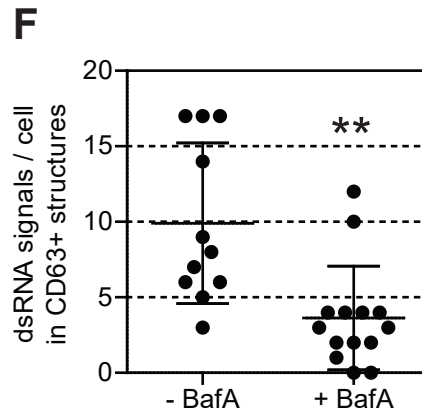 F
dsRNA signals / cell
in CD63+ structures
20
15
10
5
0
**
- BafA
+ BafA